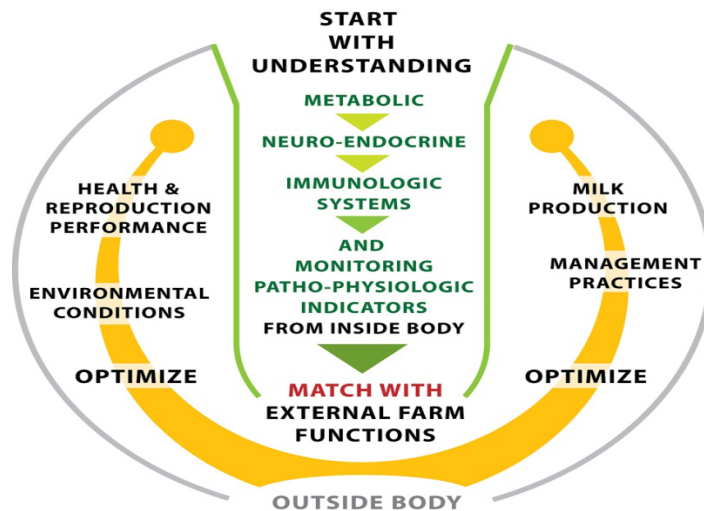 START
WITH
UNDERSTANDING
METABOLIC
NEURO-ENDOCRINE
IMMUNOLOGIC
SYSTEMS
AND
MONITORING
PATHO-PHYSIOLOGIC
INDICATORS
FROM INSIDE BODY
MATCH WITH
EXTERNAL FARM
FUNCTIONS
HEALTH &
REPRODUCTION
PERFORMANCE
ENVIRONMENTAL
CONDITIONS
OPTIMIZE
MILK
PRODUCTION
MANAGEMENT
PRACTICES
OPTIMIZE
OUTSIDE BODY